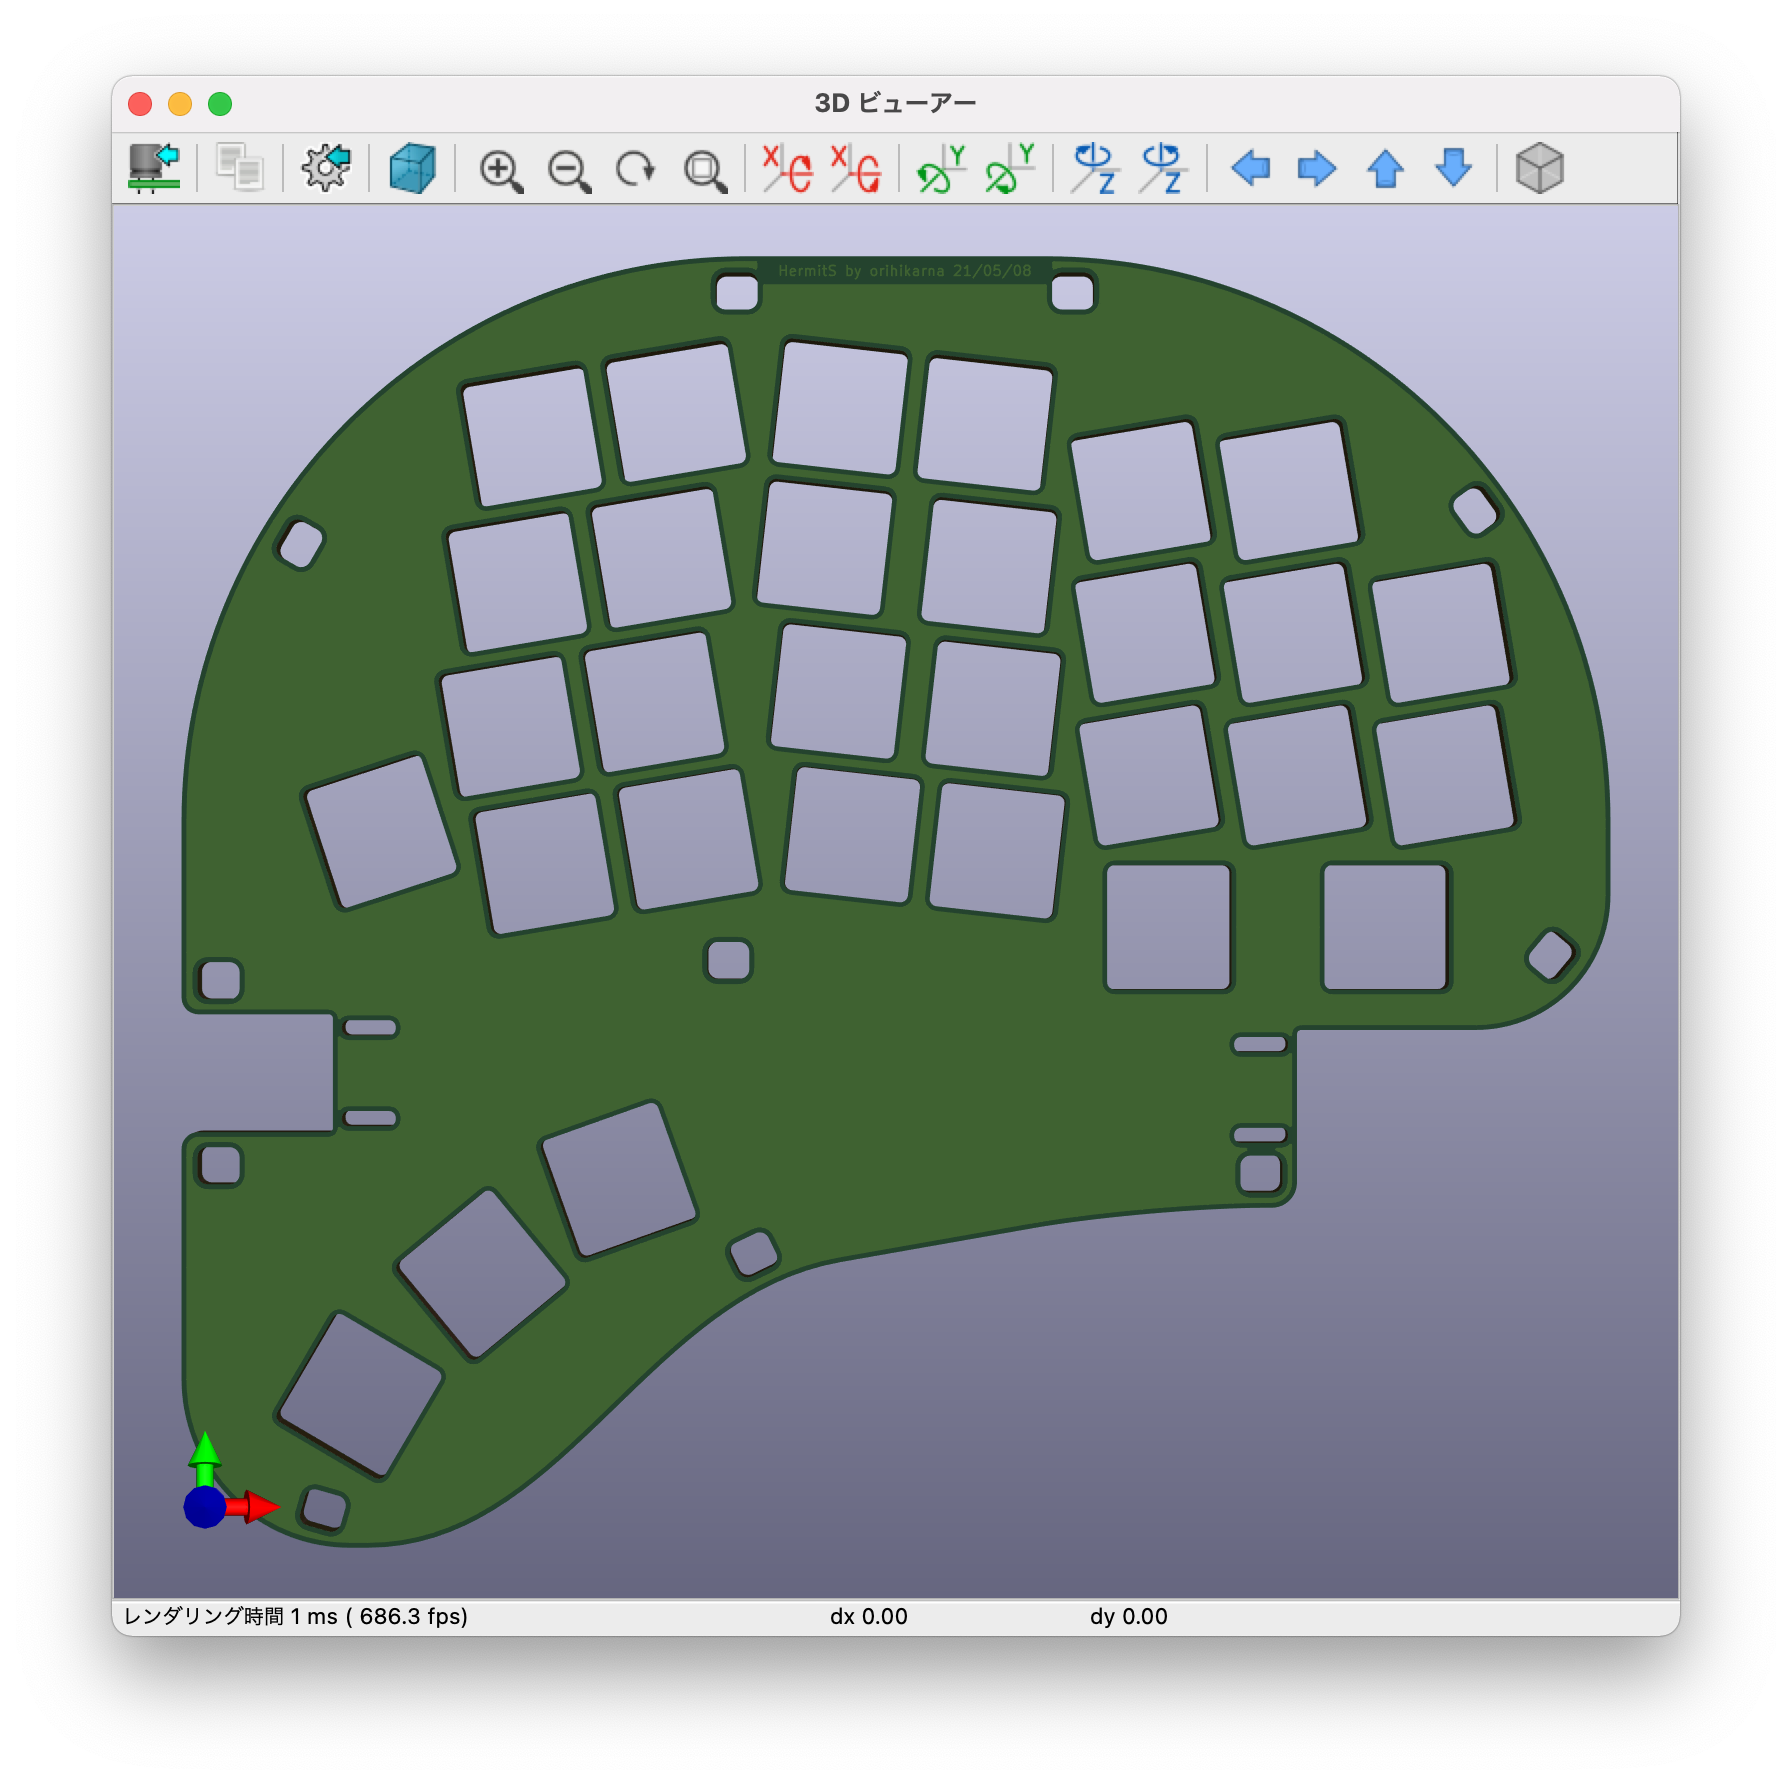 3D ビューアー
X X Y Y Z Z
HermitS by orihikarna 21/05/08
レンダリング時間 1 ms ( 686.3 fps) dx 0.00 dy 0.00